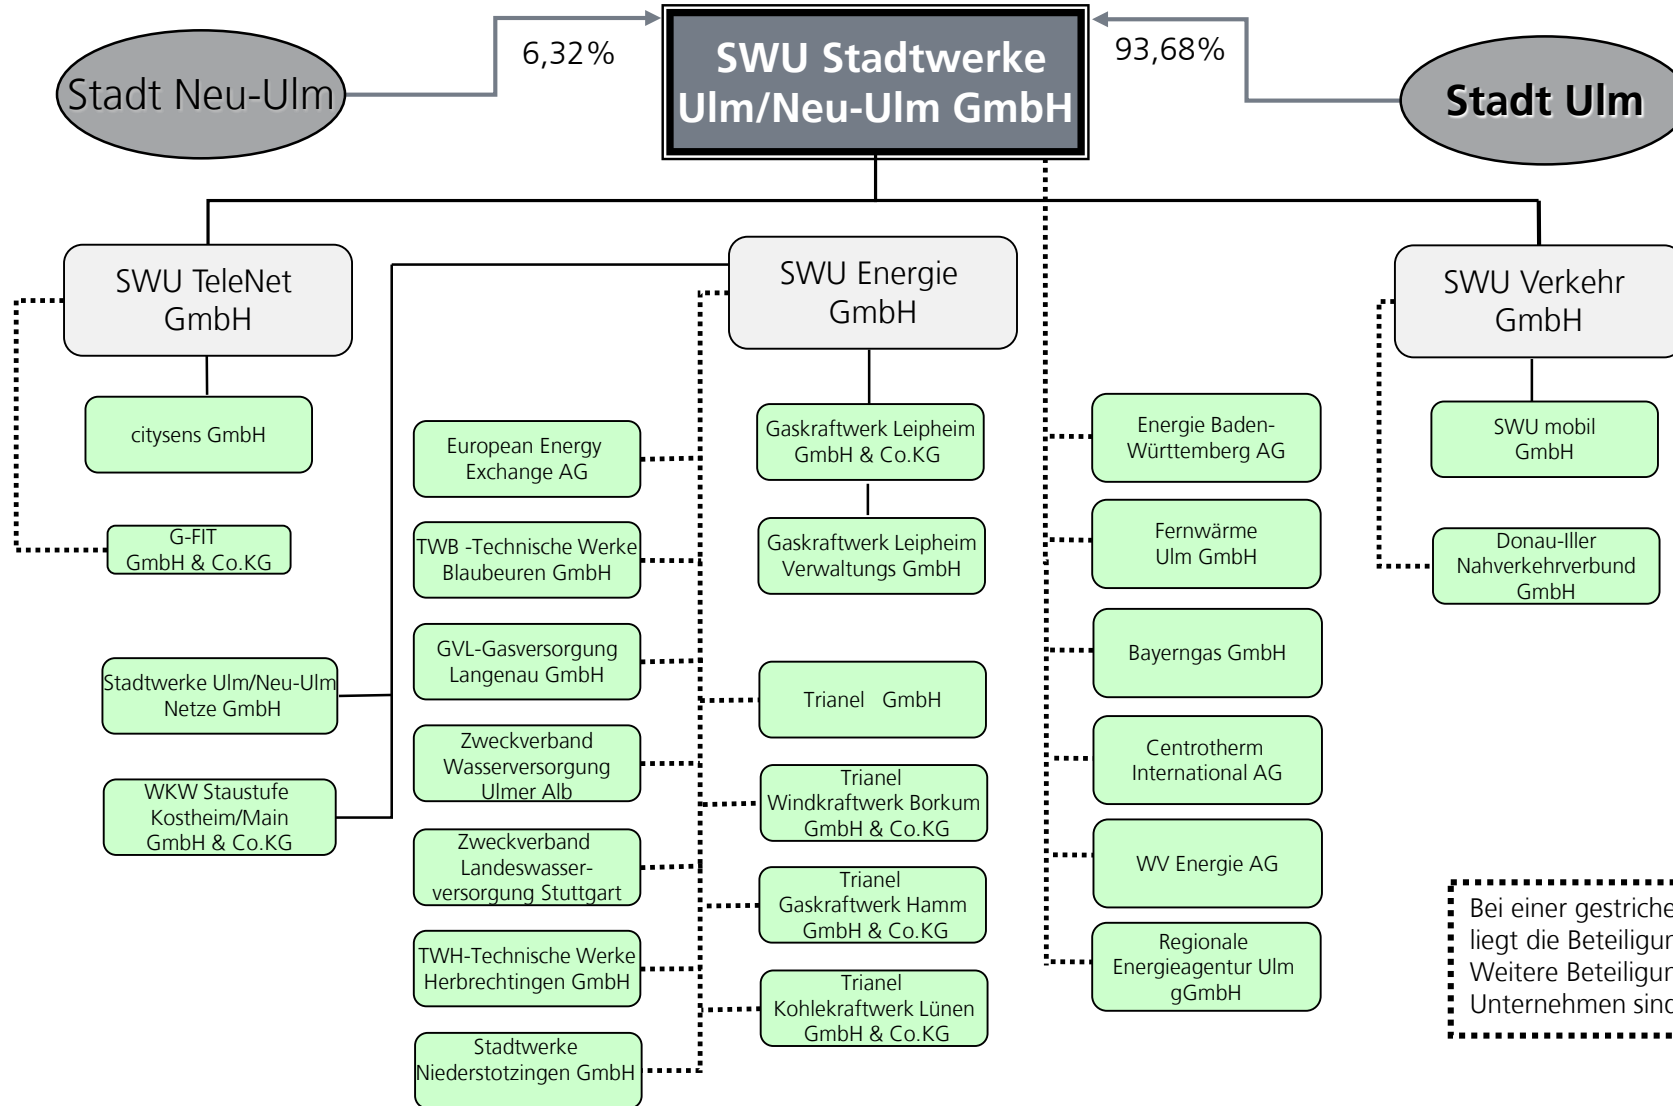 Stadt Neu-Ulm
6,32%
SWU Stadtwerke
Ulm/Neu-Ulm GmbH
93,68%
Stadt Ulm
SWU TeleNet
GmbH
SWU Energie
GmbH
SWU Verkehr
GmbH
citysens GmbH
G-FIT
GmbH & Co.KG
Stadtwerke Ulm/Neu-Ulm
Netze GmbH
WKW Staustufe
Kostheim/Main
GmbH & Co.KG
European Energy
Exchange AG
TWB -Technische Werke
Blaubeuren GmbH
GVL-Gasversorgung
Langenau GmbH
Zweckverband
Wasserversorgung
Ulmer Alb
Zweckverband
Landeswasser-
versorgung Stuttgart
TWH-Technische Werke
Herbrechtingen GmbH
Stadtwerke
Niederstotzingen GmbH
Gaskraftwerk Leipheim
GmbH & Co.KG
Gaskraftwerk Leipheim
Verwaltungs GmbH
Trianel GmbH
Trianel
Windkraftwerk Borkum
GmbH & Co.KG
Trianel
Gaskraftwerk Hamm
GmbH & Co.KG
Trianel
Kohlekraftwerk Lünen
GmbH & Co.KG
Energie Baden-
Württemberg AG
Fernwärme
Ulm GmbH
Bayerngas GmbH
Centrotherm
International AG
WV Energie AG
Regionale
Energieagentur Ulm
gGmbH
SWU mobil
GmbH
Donau-Iller
Nahverkehrverbund
GmbH
Bei einer
liegt die
Weitere
Unternehmen